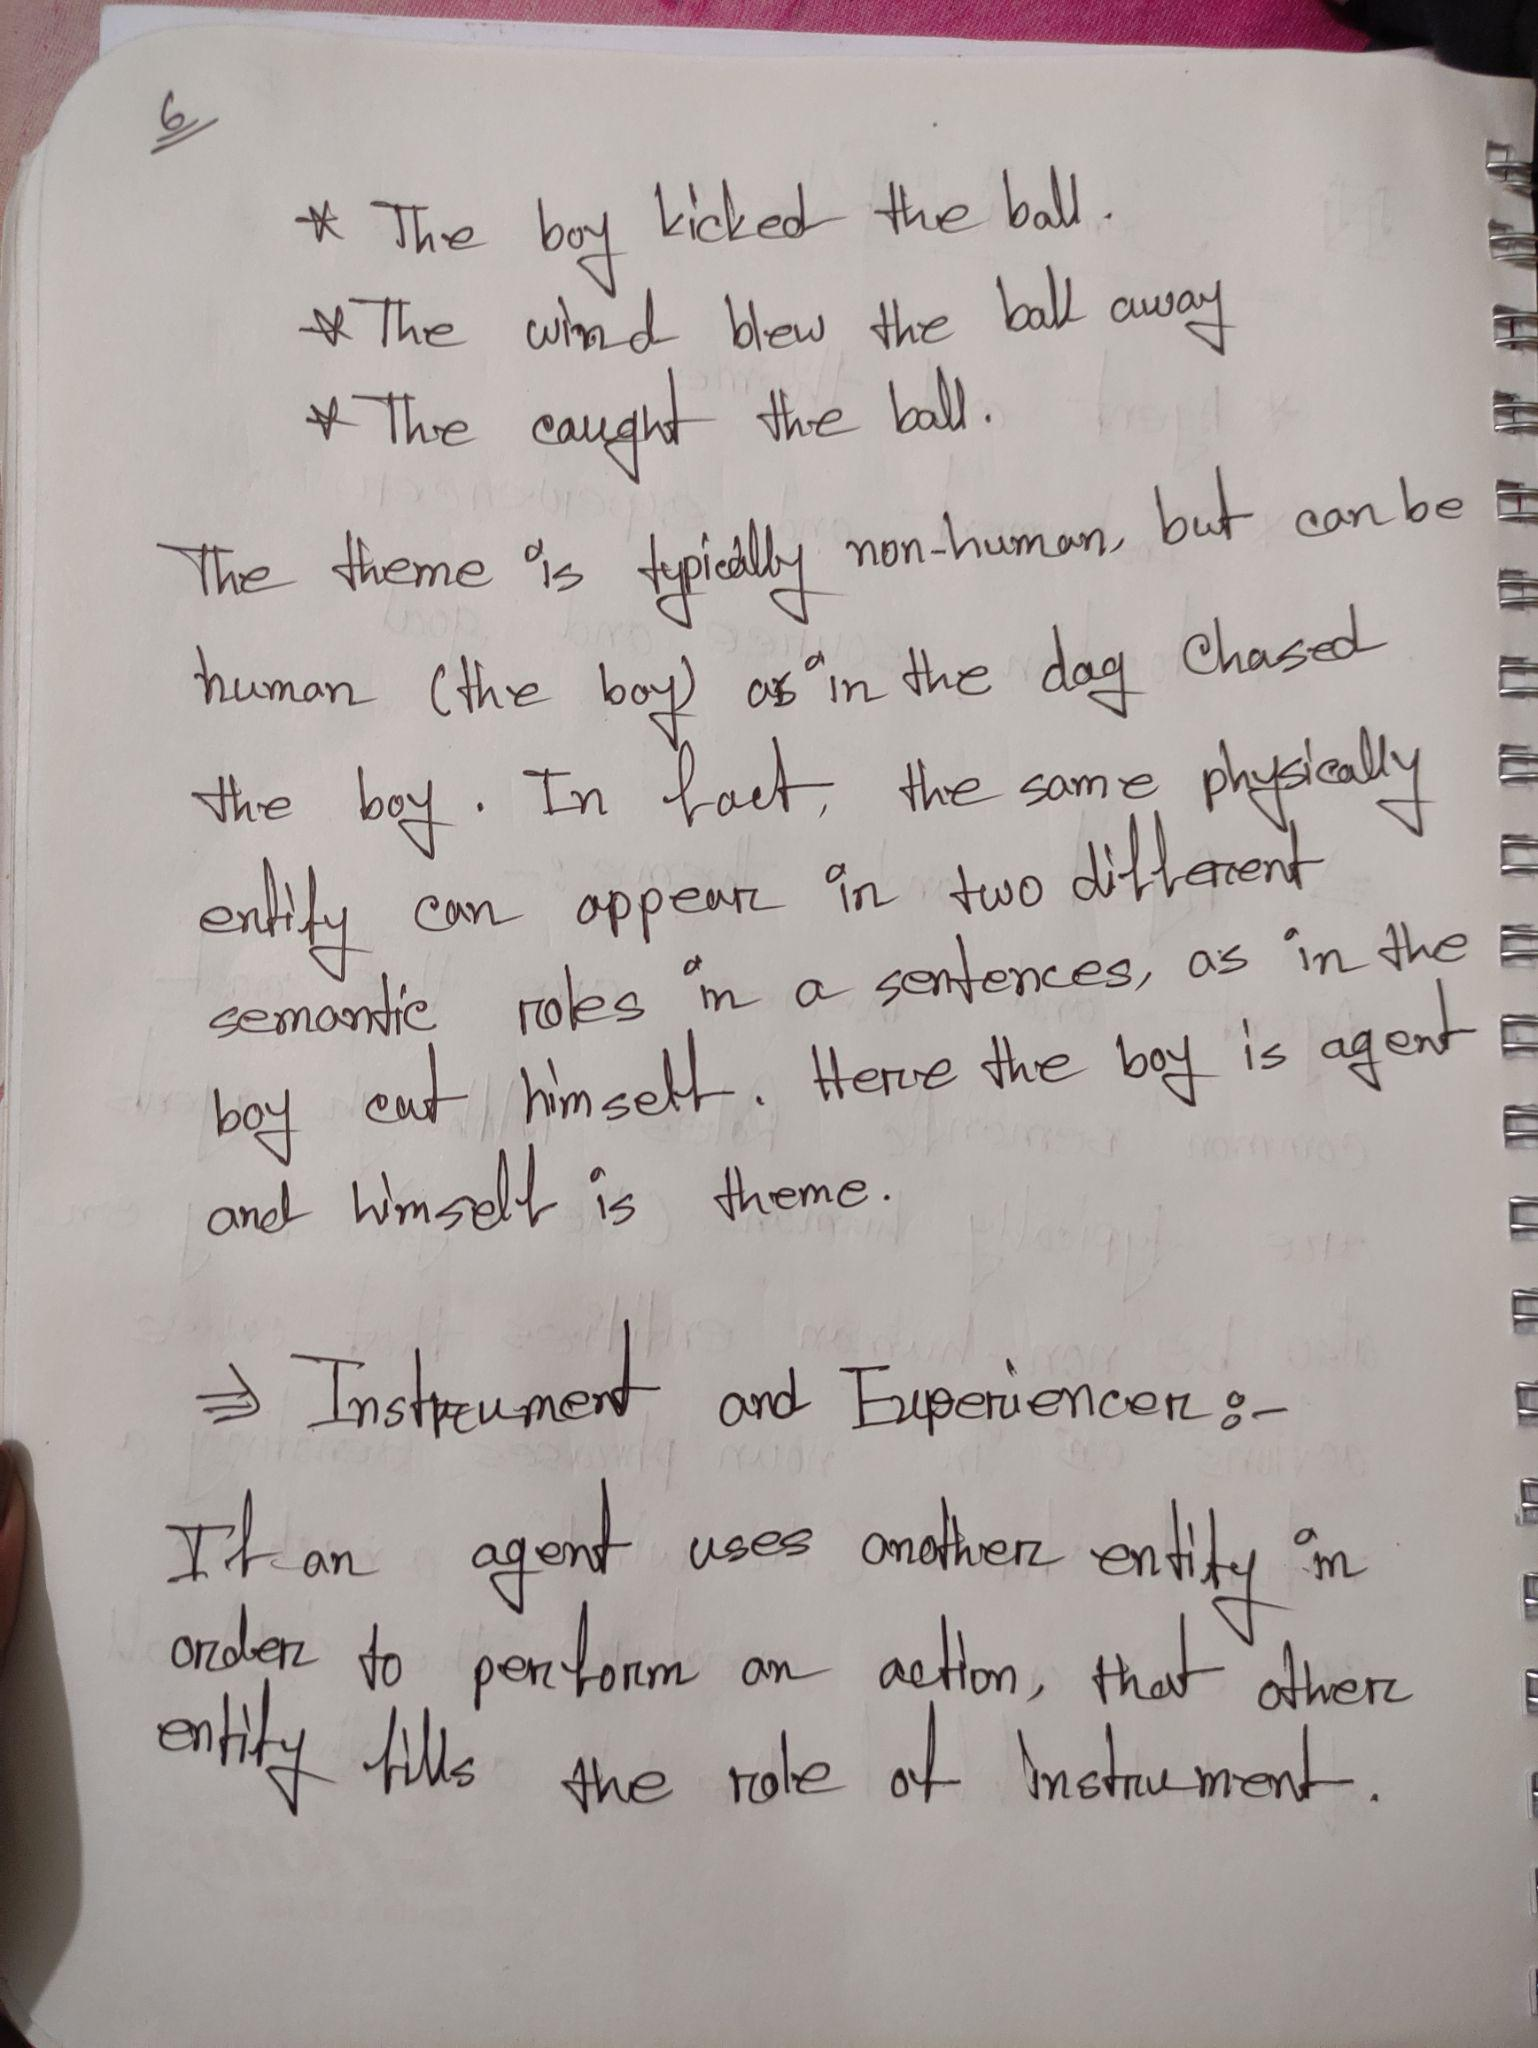 6
* The boy kicked the ball.
* The wind blew the ball away
* The caught the ball.
The theme is typically non-human, but can be
human (the boy) as in the dog chased
the boy. In fact, the same physically
entity can appear in two different
semantic roles in a sentences, as in the
boy cut himself. Here the boy is agent
and himself is theme.
⇒ Instrument and Experiencer :-
If an agent uses another entity in
order to perform an action, that other
entity fills the role of instrument.